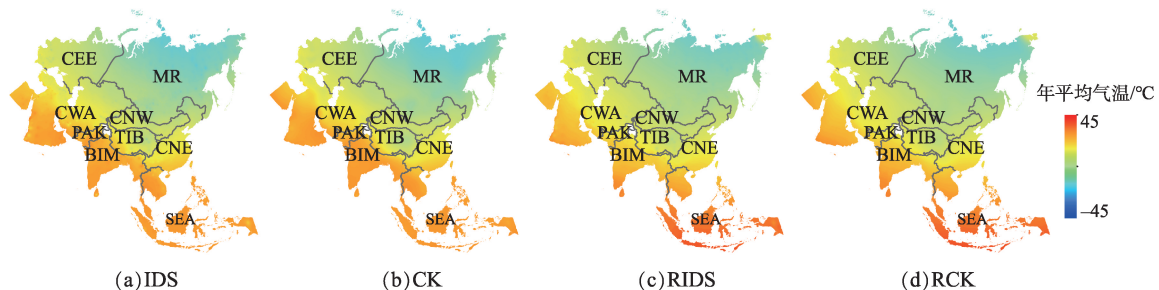 CEE
MR
CWA
CNW
PAK
TIB
BIM
CNE
SEA
(a)IDS
CEE
MR
CWA
CNW
PAK
TIB
BIM
CNE
SEA
(b)CK
CEE
MR
CWA
CNW
PAK
TIB
BIM
CNE
SEA
(c)RIDS
CEE
MR
CWA
CNW
PAK
TIB
BIM
CNE
SEA
(d)RCK
年平均气温/℃
45
−45